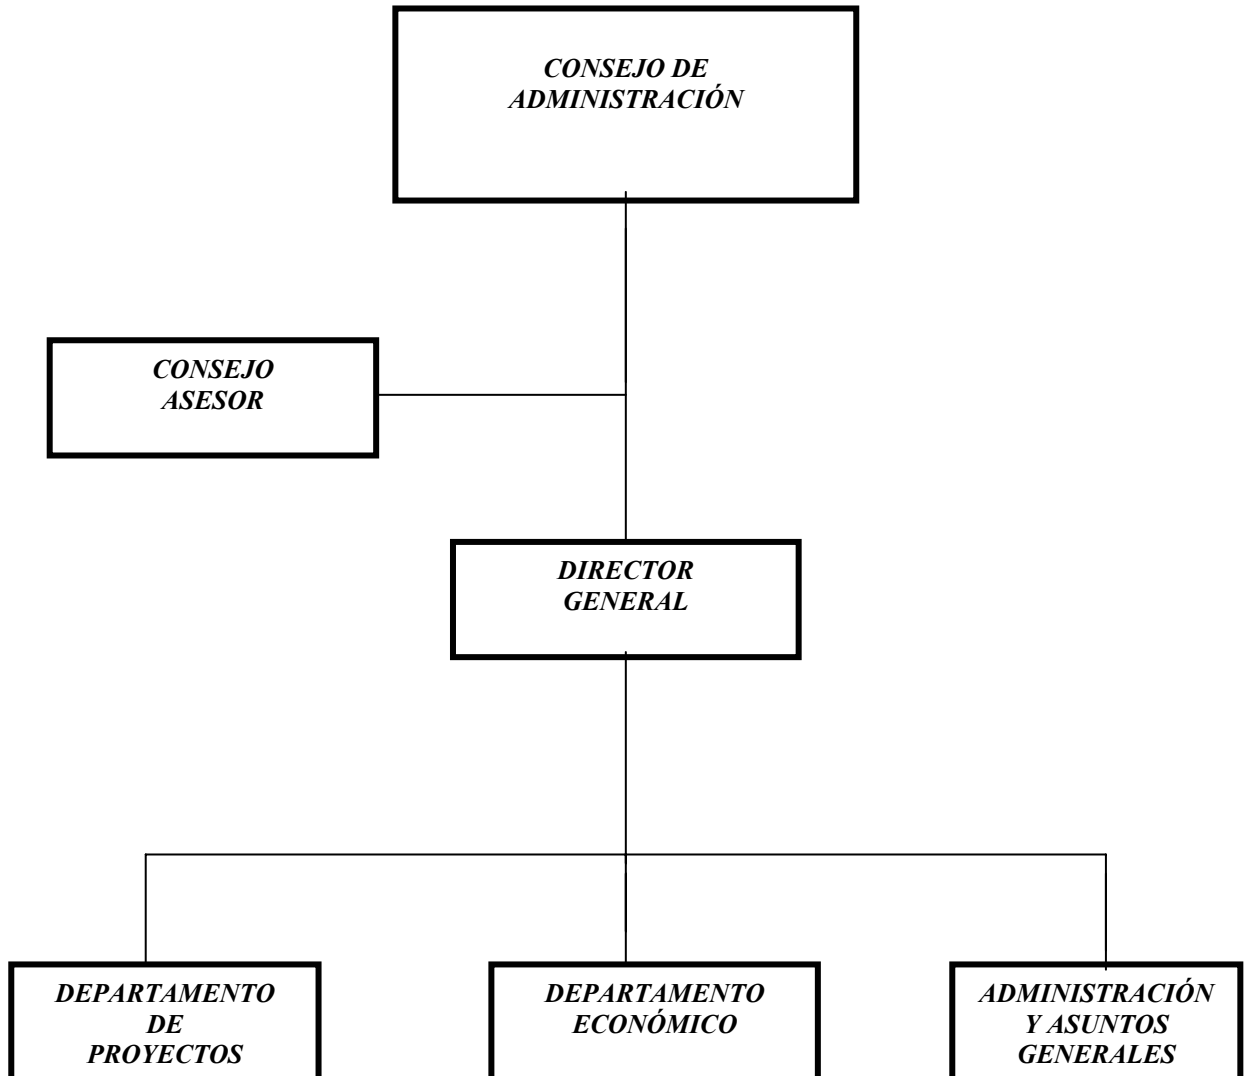 CONSEJO DE
ADMINISTRACIÓN
CONSEJO
ASESOR
DIRECTOR
GENERAL
DEPARTAMENTO
DE
PROYECTOS
DEPARTAMENTO
ECONÓMICO
ADMINISTRACIÓN
Y ASUNTOS
GENERALES